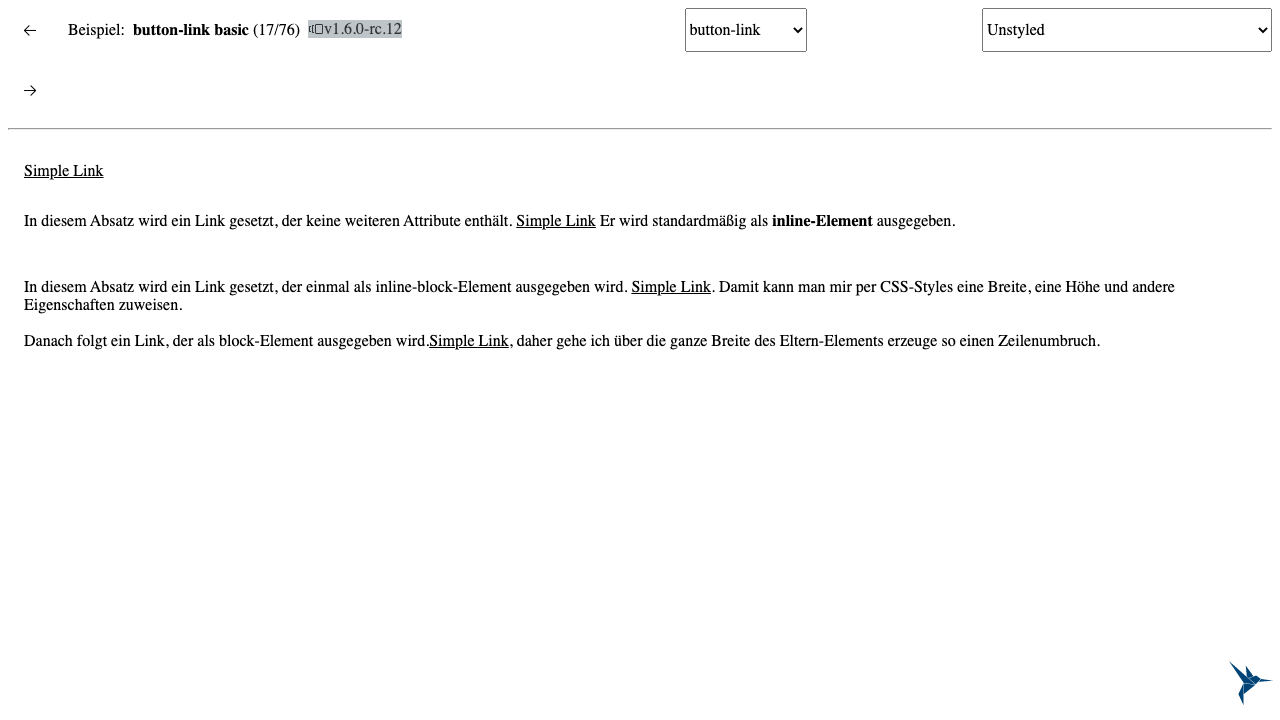 ← Beispiel: button-link basic (17/76) v1.6.0-rc.12 button-link Unstyled
→
Simple Link
In diesem Absatz wird ein Link gesetzt, der keine weiteren Attribute enthält. Simple Link Er wird standardmäßig als inline-Element ausgegeben.
In diesem Absatz wird ein Link gesetzt, der einmal als inline-block-Element ausgegeben wird. Simple Link. Damit kann man mir per CSS-Styles eine Breite, eine Höhe und andere
Eigenschaften zuweisen.
Danach folgt ein Link, der als block-Element ausgegeben wird.Simple Link, daher gehe ich über die ganze Breite des Eltern-Elements erzeuge so einen Zeilenumbruch.